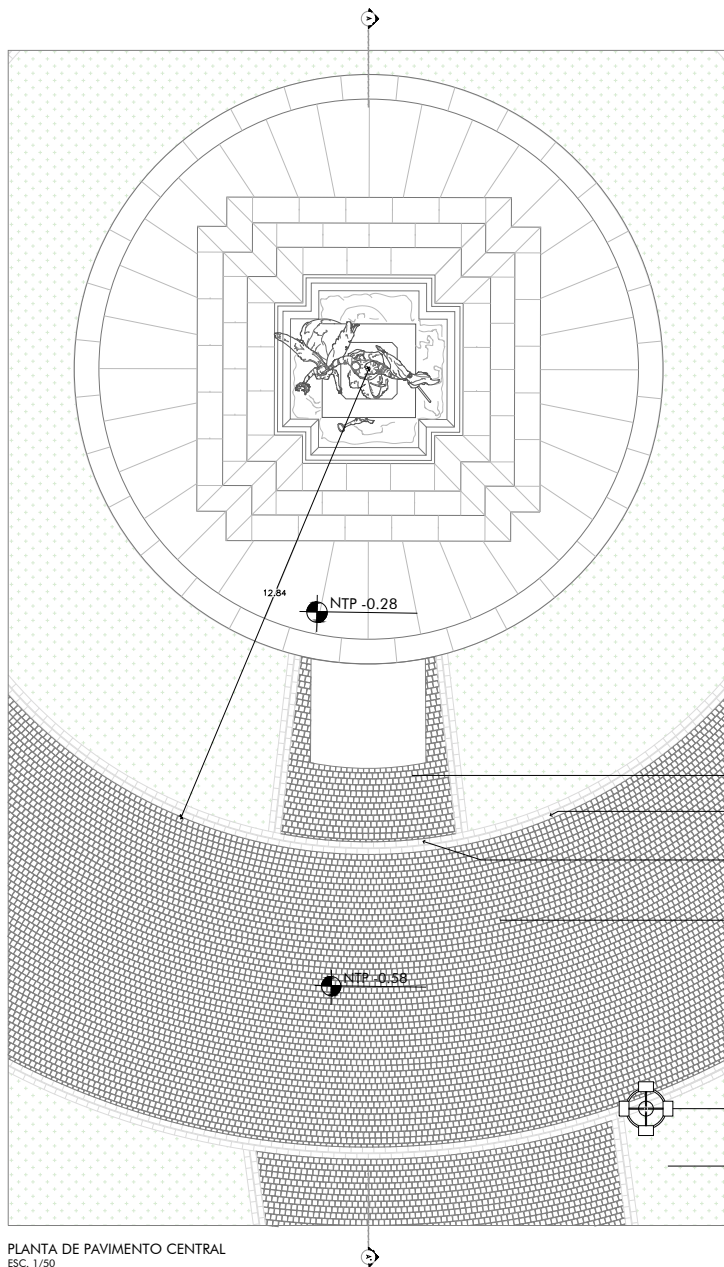 12.84
NTP -0.28
NTP -0.58
PLANTA DE PAVIMENTO CENTRAL
ESC. 1/50